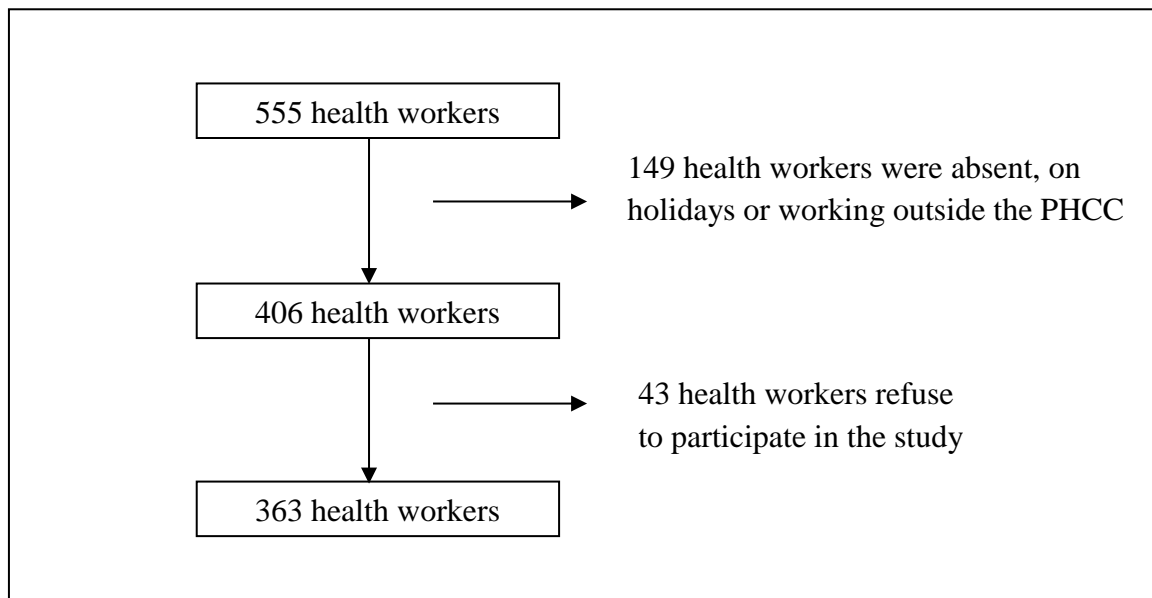 555 health workers
149 health workers were absent, on
holidays or working outside the PHCC
406 health workers
43 health workers refuse
to participate in the study
363 health workers